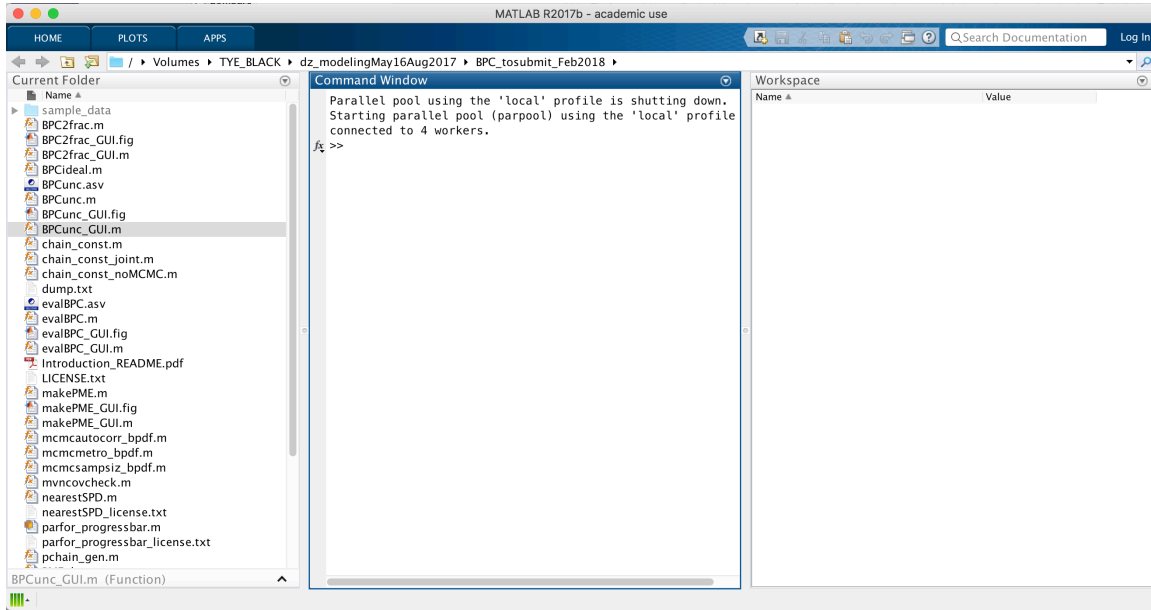 MATLAB R2017b - academic use
HOME PLOTS APPS Search Documentation Log In
/ Volumes TYE_BLACK dz_modelingMay16Aug2017 BPC_tosubmit_Feb2018
Current Folder
Name
sample_data
BPC2frac.m
BPC2frac_GUI.fig
BPC2frac_GUI.m
BPCideal.m
BPCunc.asv
BPCunc.m
BPCunc_GUI.fig
BPCunc_GUI.m
chain_const.m
chain_const_joint.m
chain_const_noMCMC.m
dump.txt
evalBPC.asv
evalBPC.m
evalBPC_GUI.fig
evalBPC_GUI.m
Introduction_README.pdf
LICENSE.txt
makePME.m
makePME_GUI.fig
makePME_GUI.m
mcmcautocorr_bpdf.m
mcmcmetro_bpdf.m
mcmcsampsiz_bpdf.m
mvncovcheck.m
nearestSPD.m
nearestSPD_license.txt
parfor_progressbar.m
parfor_progressbar_license.txt
pchain_gen.m
BPCunc_GUI.m (Function)
Command Window
Parallel pool using the 'local' profile is shutting down.
Starting parallel pool (parpool) using the 'local' profile
connected to 4 workers.
fx >>
Workspace
Name Value